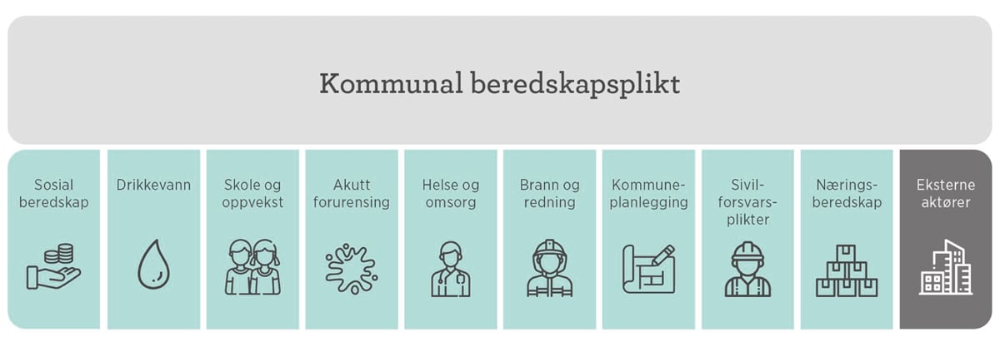 Kommunal beredskapsplikt
Sosial
beredskap
Drikkevann
Skole og
oppvekst
Akutt
forurensing
Helse og
omsorg
Brann og
redning
Kommune-
planlegging
Sivil-
forsvars-
plikter
Nærings-
beredskap
Eksterne
aktører